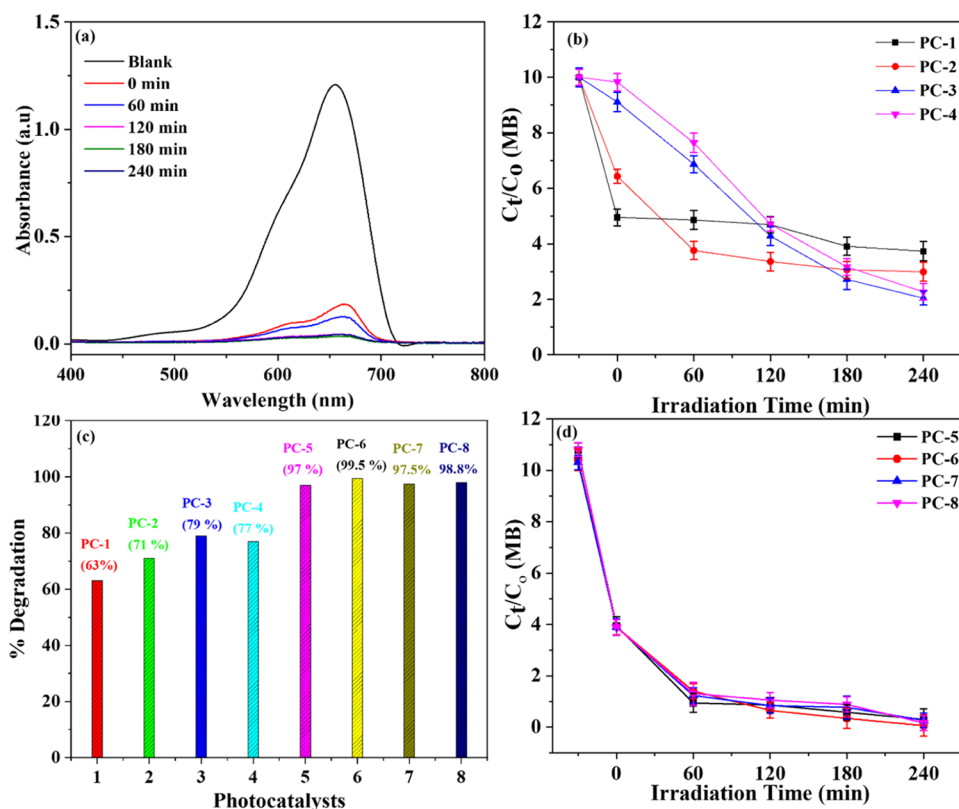 (a)
Blank
0 min
60 min
120 min
180 min
240 min
1.5
1.0
0.5
0.0
Absorbance (a.u)
400 500 600 700 800
Wavelength (nm)
(b)
PC-1
PC-2
PC-3
PC-4
12
10
8
6
4
2
0
Ct/Co (MB)
0 60 120 180 240
Irradiation Time (min)
(c)
120
100
80
60
40
20
0
% Degradation
PC-1
(63%)
PC-2
(71 %)
PC-3
(79 %)
PC-4
(77 %)
PC-5
(97 %)
PC-6
(99.5 %)
PC-7
97.5%
PC-8
98.8%
1 2 3 4 5 6 7 8
Photocatalysts
(d)
PC-5
PC-6
PC-7
PC-8
12
10
8
6
4
2
0
Ct/Co (MB)
0 60 120 180 240
Irradiation Time (min)